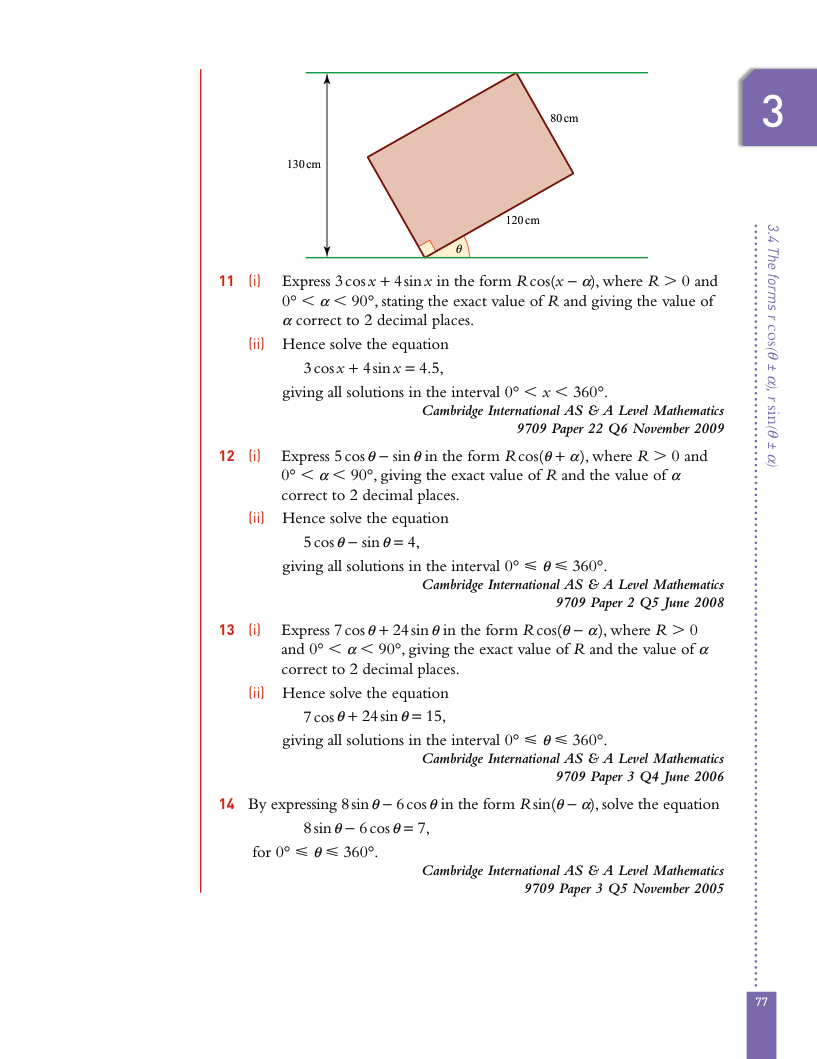 80 cm
130 cm
120 cm
θ
3
11 (i) Express 3 cos x + 4 sin x in the form R cos(x − α), where R > 0 and
0° < α < 90°, stating the exact value of R and giving the value of
α correct to 2 decimal places.
(ii) Hence solve the equation
3 cos x + 4 sin x = 4.5,
giving all solutions in the interval 0° < x < 360°.
Cambridge International AS & A Level Mathematics
9709 Paper 22 Q6 November 2009
12 (i) Express 5 cos θ − sin θ in the form R cos(θ + α), where R > 0 and
0° < α < 90°, giving the exact value of R and the value of α
correct to 2 decimal places.
(ii) Hence solve the equation
5 cos θ − sin θ = 4,
giving all solutions in the interval 0° ⩽ θ ⩽ 360°.
Cambridge International AS & A Level Mathematics
9709 Paper 2 Q5 June 2008
13 (i) Express 7 cos θ + 24 sin θ in the form R cos(θ − α), where R > 0
and 0° < α < 90°, giving the exact value of R and the value of α
correct to 2 decimal places.
(ii) Hence solve the equation
7 cos θ + 24 sin θ = 15,
giving all solutions in the interval 0° ⩽ θ ⩽ 360°.
Cambridge International AS & A Level Mathematics
9709 Paper 3 Q4 June 2006
14 By expressing 8 sin θ − 6 cos θ in the form R sin(θ − α), solve the equation
8 sin θ − 6 cos θ = 7,
for 0° ⩽ θ ⩽ 360°.
Cambridge International AS & A Level Mathematics
9709 Paper 3 Q5 November 2005
3.4 The forms r cos(θ ± α), r sin(θ ± α)
77